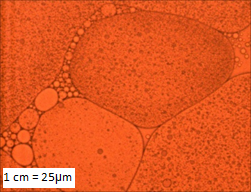 1 cm = 25µm